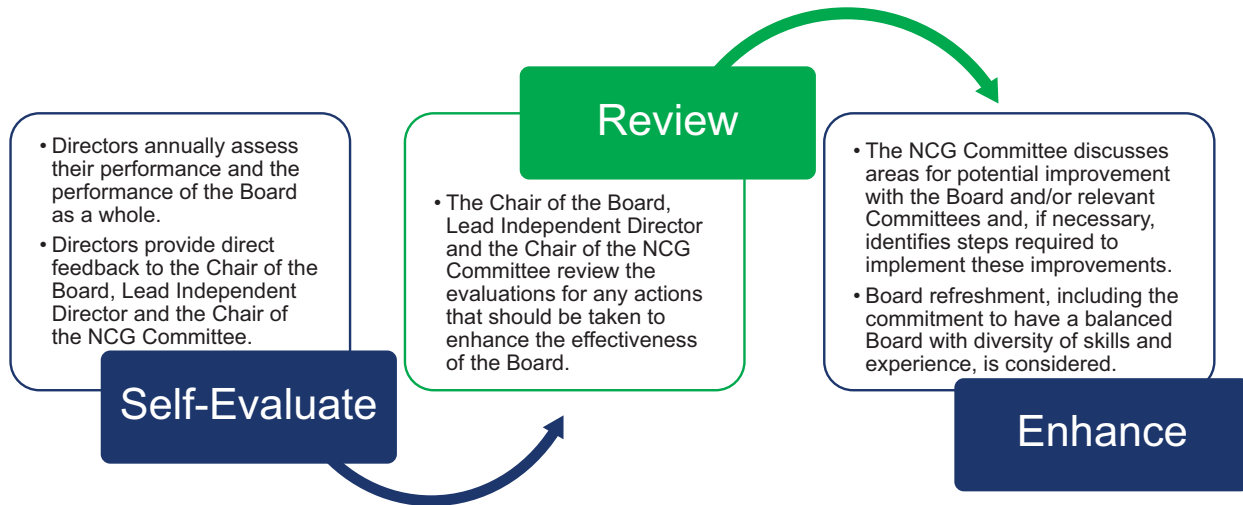 • Directors annually assess
their performance and the
performance of the Board
as a whole.
• Directors provide direct
feedback to the Chair of the
Board, Lead Independent
Director and the Chair of
the NCG Committee.
Self-Evaluate
Review
• The Chair of the Board,
Lead Independent Director
and the Chair of the NCG
Committee review the
evaluations for any actions
that should be taken to
enhance the effectiveness
of the Board.
• The NCG Committee discusses
areas for potential improvement
with the Board and/or relevant
Committees and, if necessary,
identifies steps required to
implement these improvements.
• Board refreshment, including the
commitment to have a balanced
Board with diversity of skills and
experience, is considered.
Enhance